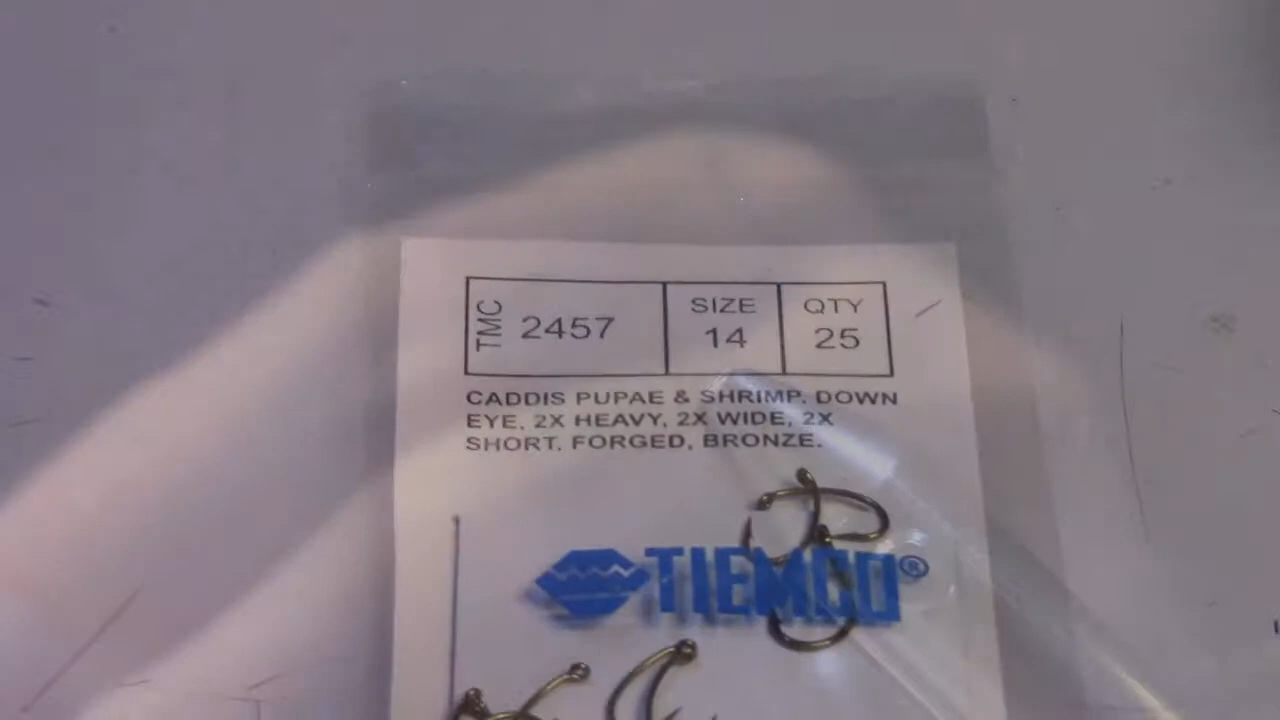 TMC 2457 SIZE 14 QTY 25
CADDIS PUPAE & SHRIMP, DOWN
EYE, 2X HEAVY, 2X WIDE, 2X
SHORT, FORGED, BRONZE.
TIEMCO®